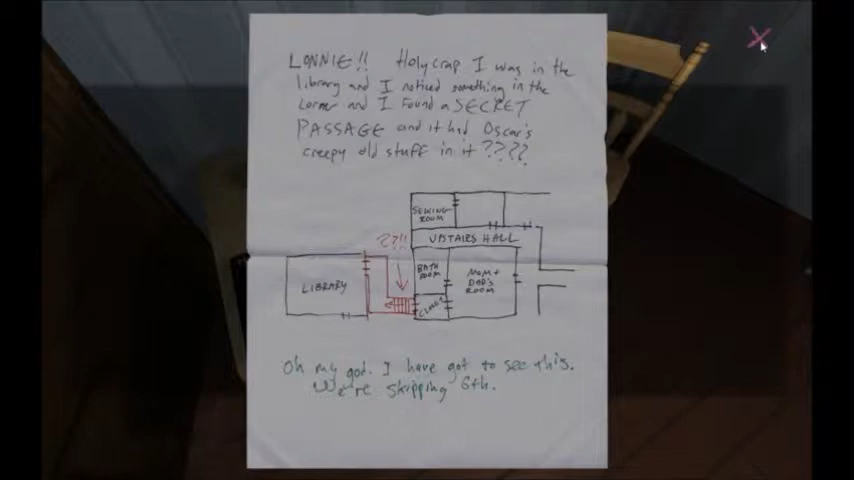 LONNIE!! Holy crap I was in the
library and I noticed something in the
corner and I found a SECRET
PASSAGE and it had Oscar's
creepy old stuff in it ????
SEWING
ROOM
??!!
UPSTAIRS HALL
LIBRARY
BATH
ROOM
MOM +
DAD'S
ROOM
CLOSET
Oh my god. I have got to see this.
We're skipping 6th.